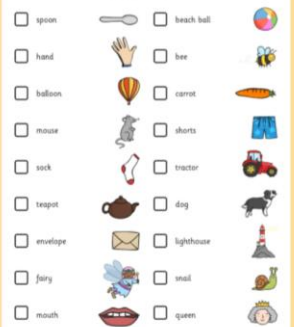 spoon
beach ball
hand
bee
balloon
carrot
mouse
shorts
sock
tractor
teapot
dog
envelope
lighthouse
fairy
snail
mouth
queen